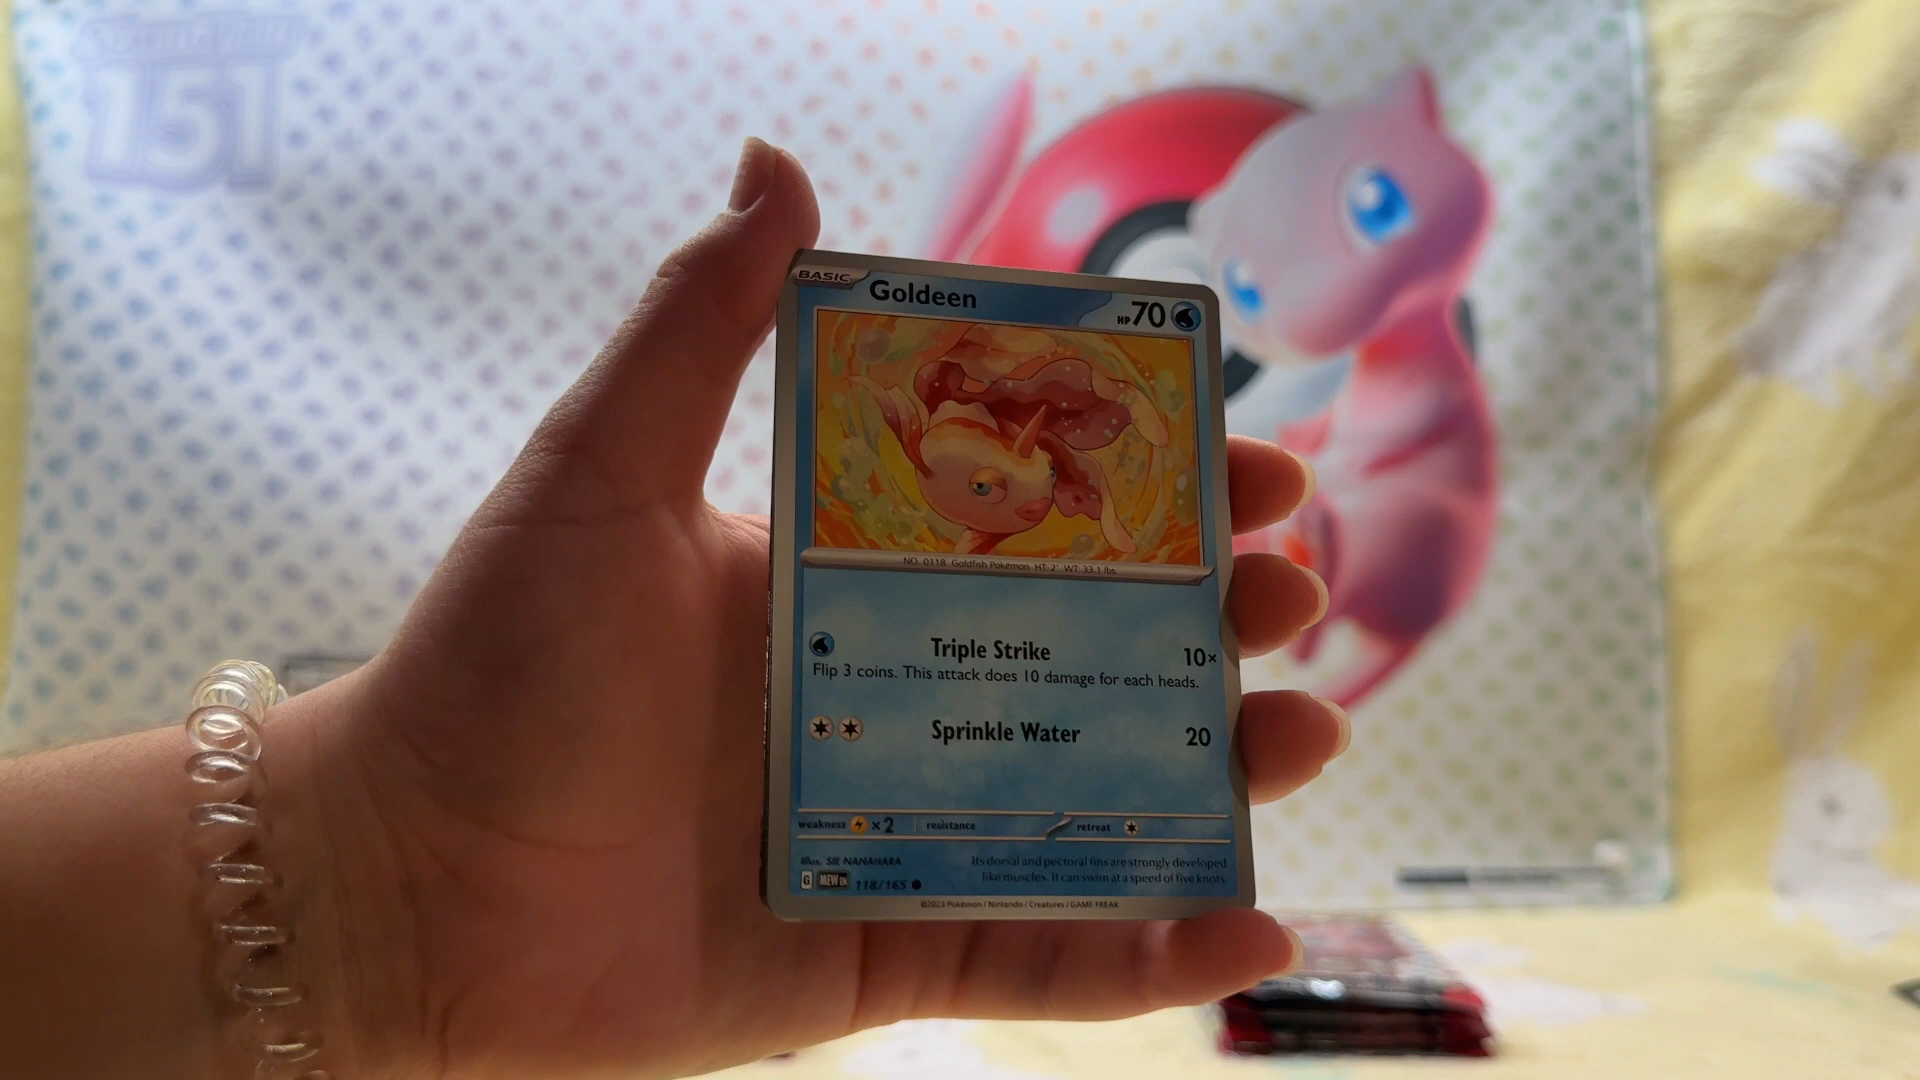 151
BASIC
Goldeen
HP 70
NO. 0118 Goldfish Pokémon HT: 2' WT: 33.1 lbs.
Triple Strike 10×
Flip 3 coins. This attack does 10 damage for each heads.
Sprinkle Water 20
weakness ×2 resistance retreat
Illus. SIE NANAHARA
Its dorsal and pectoral fins are strongly developed
like muscles. It can swim at a speed of five knots.
G MEW EN 118/165
©2023 Pokémon / Nintendo / Creatures / GAME FREAK